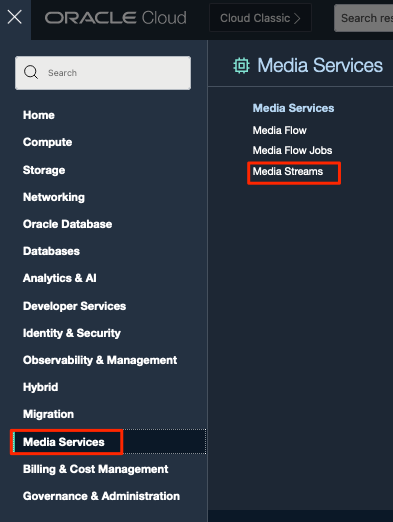 ORACLE Cloud
Cloud Classic
Search res
Search
Home
Compute
Storage
Networking
Oracle Database
Databases
Analytics & AI
Developer Services
Identity & Security
Observability & Management
Hybrid
Migration
Media Services
Billing & Cost Management
Governance & Administration
Media Services
Media Services
Media Flow
Media Flow Jobs
Media Streams